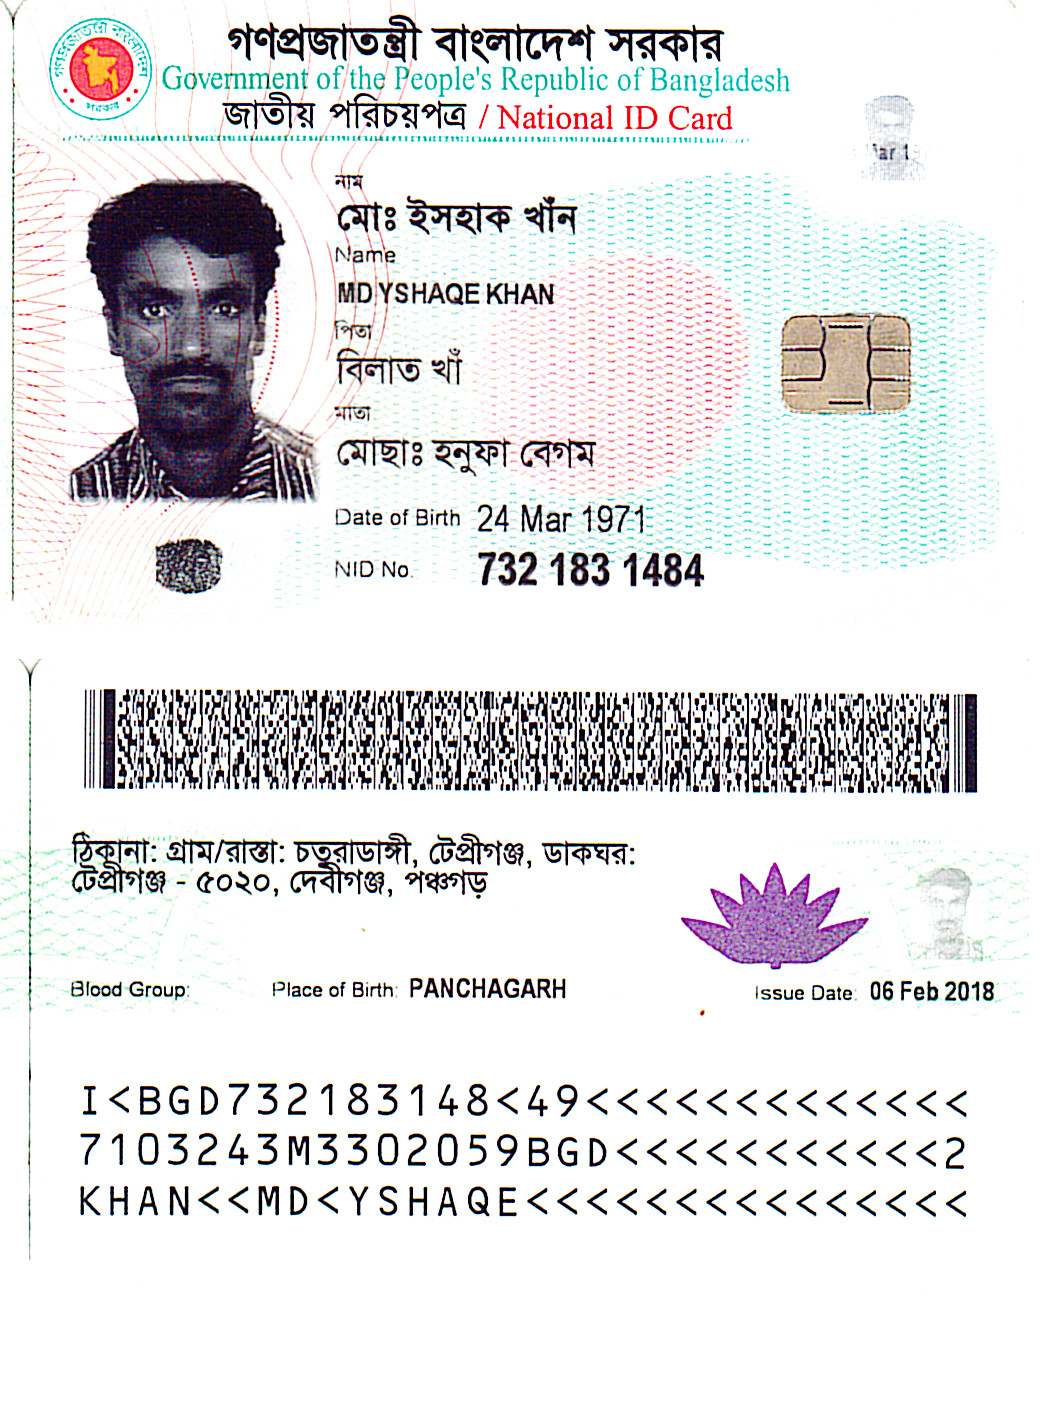 গণপ্রজাতন্ত্রী বাংলাদেশ সরকার
Government of the People's Republic of Bangladesh
জাতীয় পরিচয়পত্র / National ID Card
নাম
মোঃ ইসহাক খাঁন
Name
MD YSHAQE KHAN
পিতা
বিলাত খাঁ
মাতা
মোছাঃ হনুফা বেগম
Date of Birth 24 Mar 1971
NID No. 732 183 1484
ঠিকানা: গ্রাম/রাস্তা: চতুরাডাঙ্গী, টেপ্রীগঞ্জ, ডাকঘর:
টেপ্রীগঞ্জ - ৫০২০, দেবীগঞ্জ, পঞ্চগড়
Blood Group: Place of Birth: PANCHAGARH Issue Date: 06 Feb 2018
I<BGD732183148<49<<<<<<<<<<<<<
7103243M3302059BGD<<<<<<<<<<<2
KHAN<<MD<YSHAQE<<<<<<<<<<<<<<<